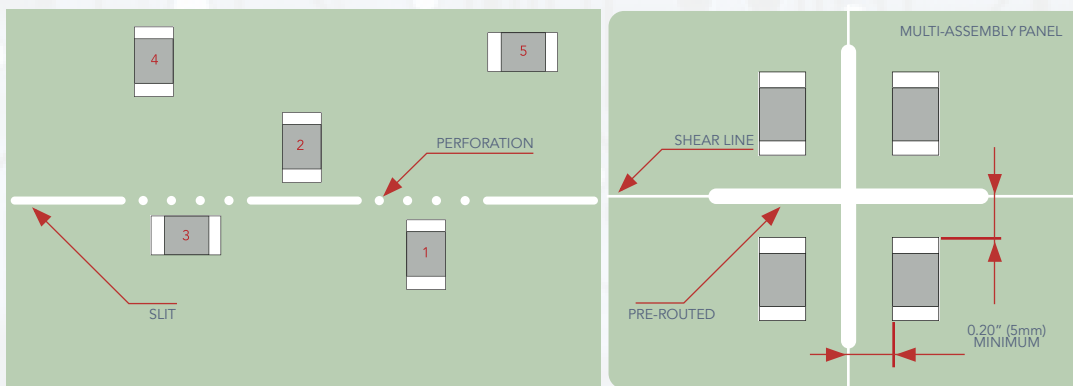 4
5
2
PERFORATION
3
1
SLIT
MULTI-ASSEMBLY PANEL
SHEAR LINE
PRE-ROUTED
0.20" (5mm)
MINIMUM